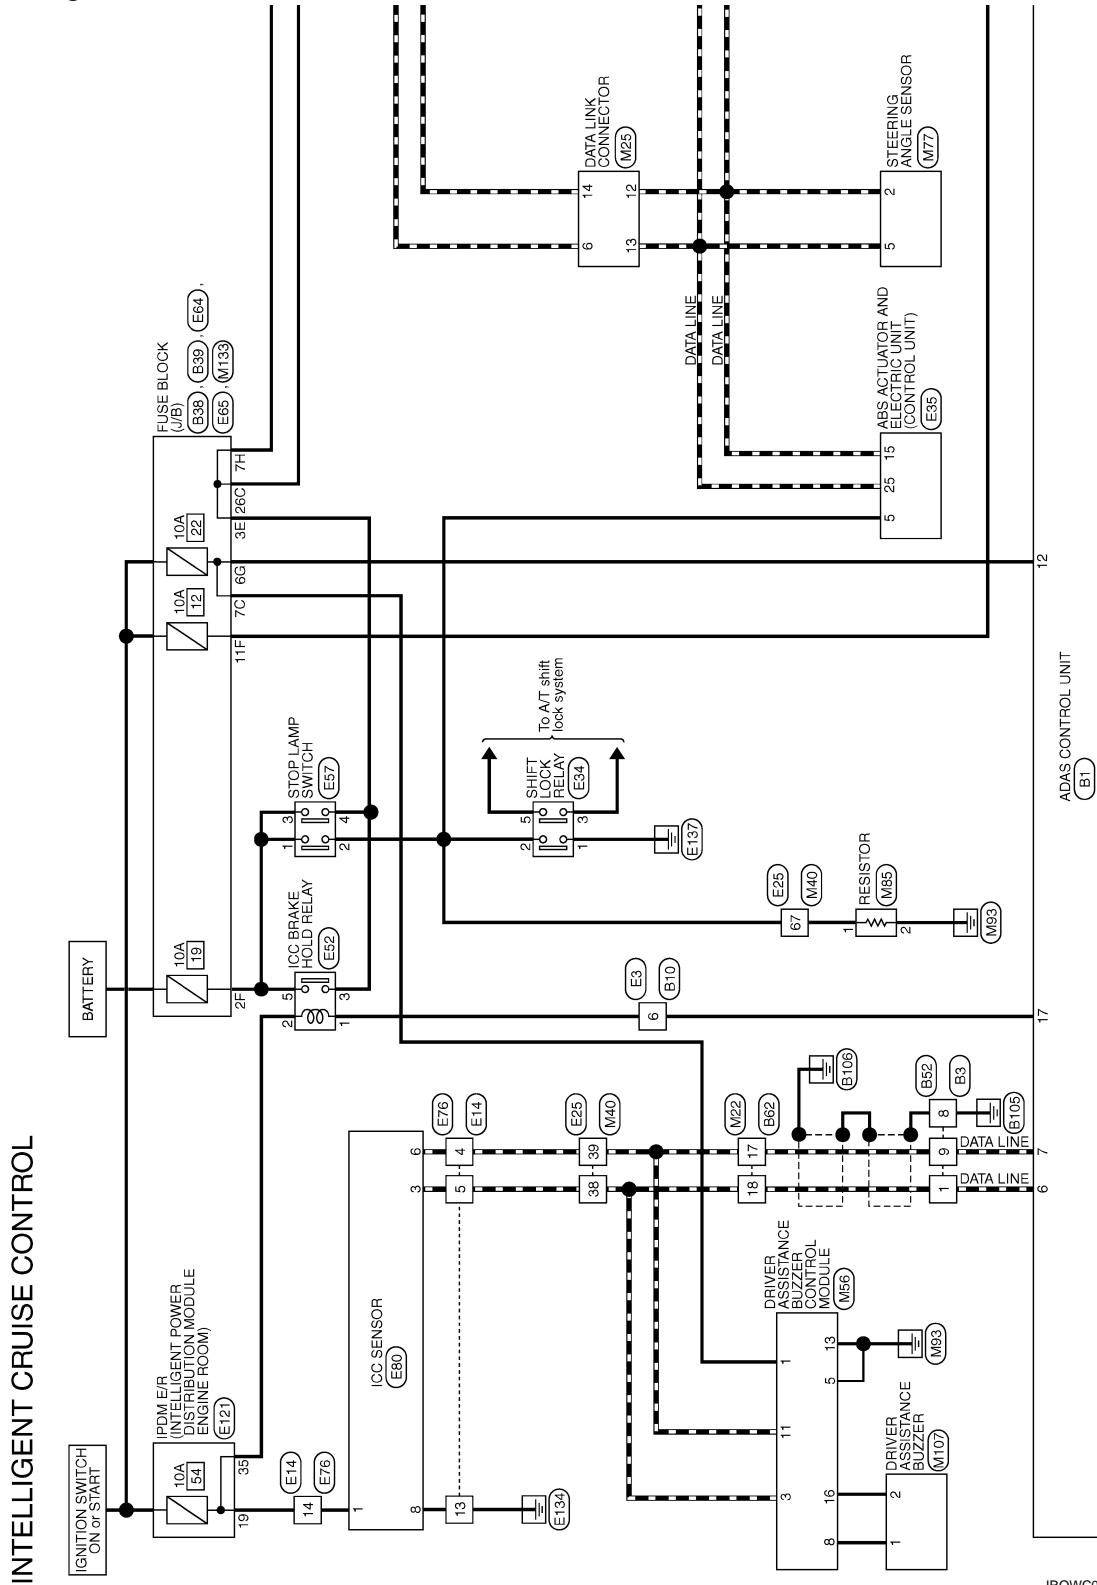 INTELLIGENT CRUISE CONTROL
IGNITION SWITCH
ON or START
BATTERY
IPDM E/R
(INTELLIGENT POWER
DISTRIBUTION MODULE
ENGINE ROOM)
E121
10A
54
19
35
E14
E76
14
1
ICC SENSOR
E80
8
3
6
13
E134
5
4
E76
E14
38
39
E25
M40
18
17
M22
B62
B106
1
9
8
B52
B3
B105
DATA LINE
DATA LINE
6
7
DRIVER
ASSISTANCE
BUZZER
CONTROL
MODULE
M56
3
11
1
8
16
5
13
M93
DRIVER
ASSISTANCE
BUZZER
M107
1
2
FUSE BLOCK
(J/B)
B38 , B39 , E64 ,
E65 , M133
10A
19
10A
12
10A
22
2F
11F
7C
6G
3E
26C
7H
ICC BRAKE
HOLD RELAY
E52
2
5
1
3
STOP LAMP
SWITCH
E57
1
3
2
4
SHIFT
LOCK
RELAY
E34
2
5
1
3
To A/T shift
lock system
E137
6
E3
B10
17
67
E25
M40
RESISTOR
M85
1
2
M93
12
ADAS CONTROL UNIT
B1
ABS ACTUATOR AND
ELECTRIC UNIT
(CONTROL UNIT)
E35
5
25
15
DATA LINE
DATA LINE
DATA LINK
CONNECTOR
M25
6
14
13
12
STEERING
ANGLE SENSOR
M77
5
2